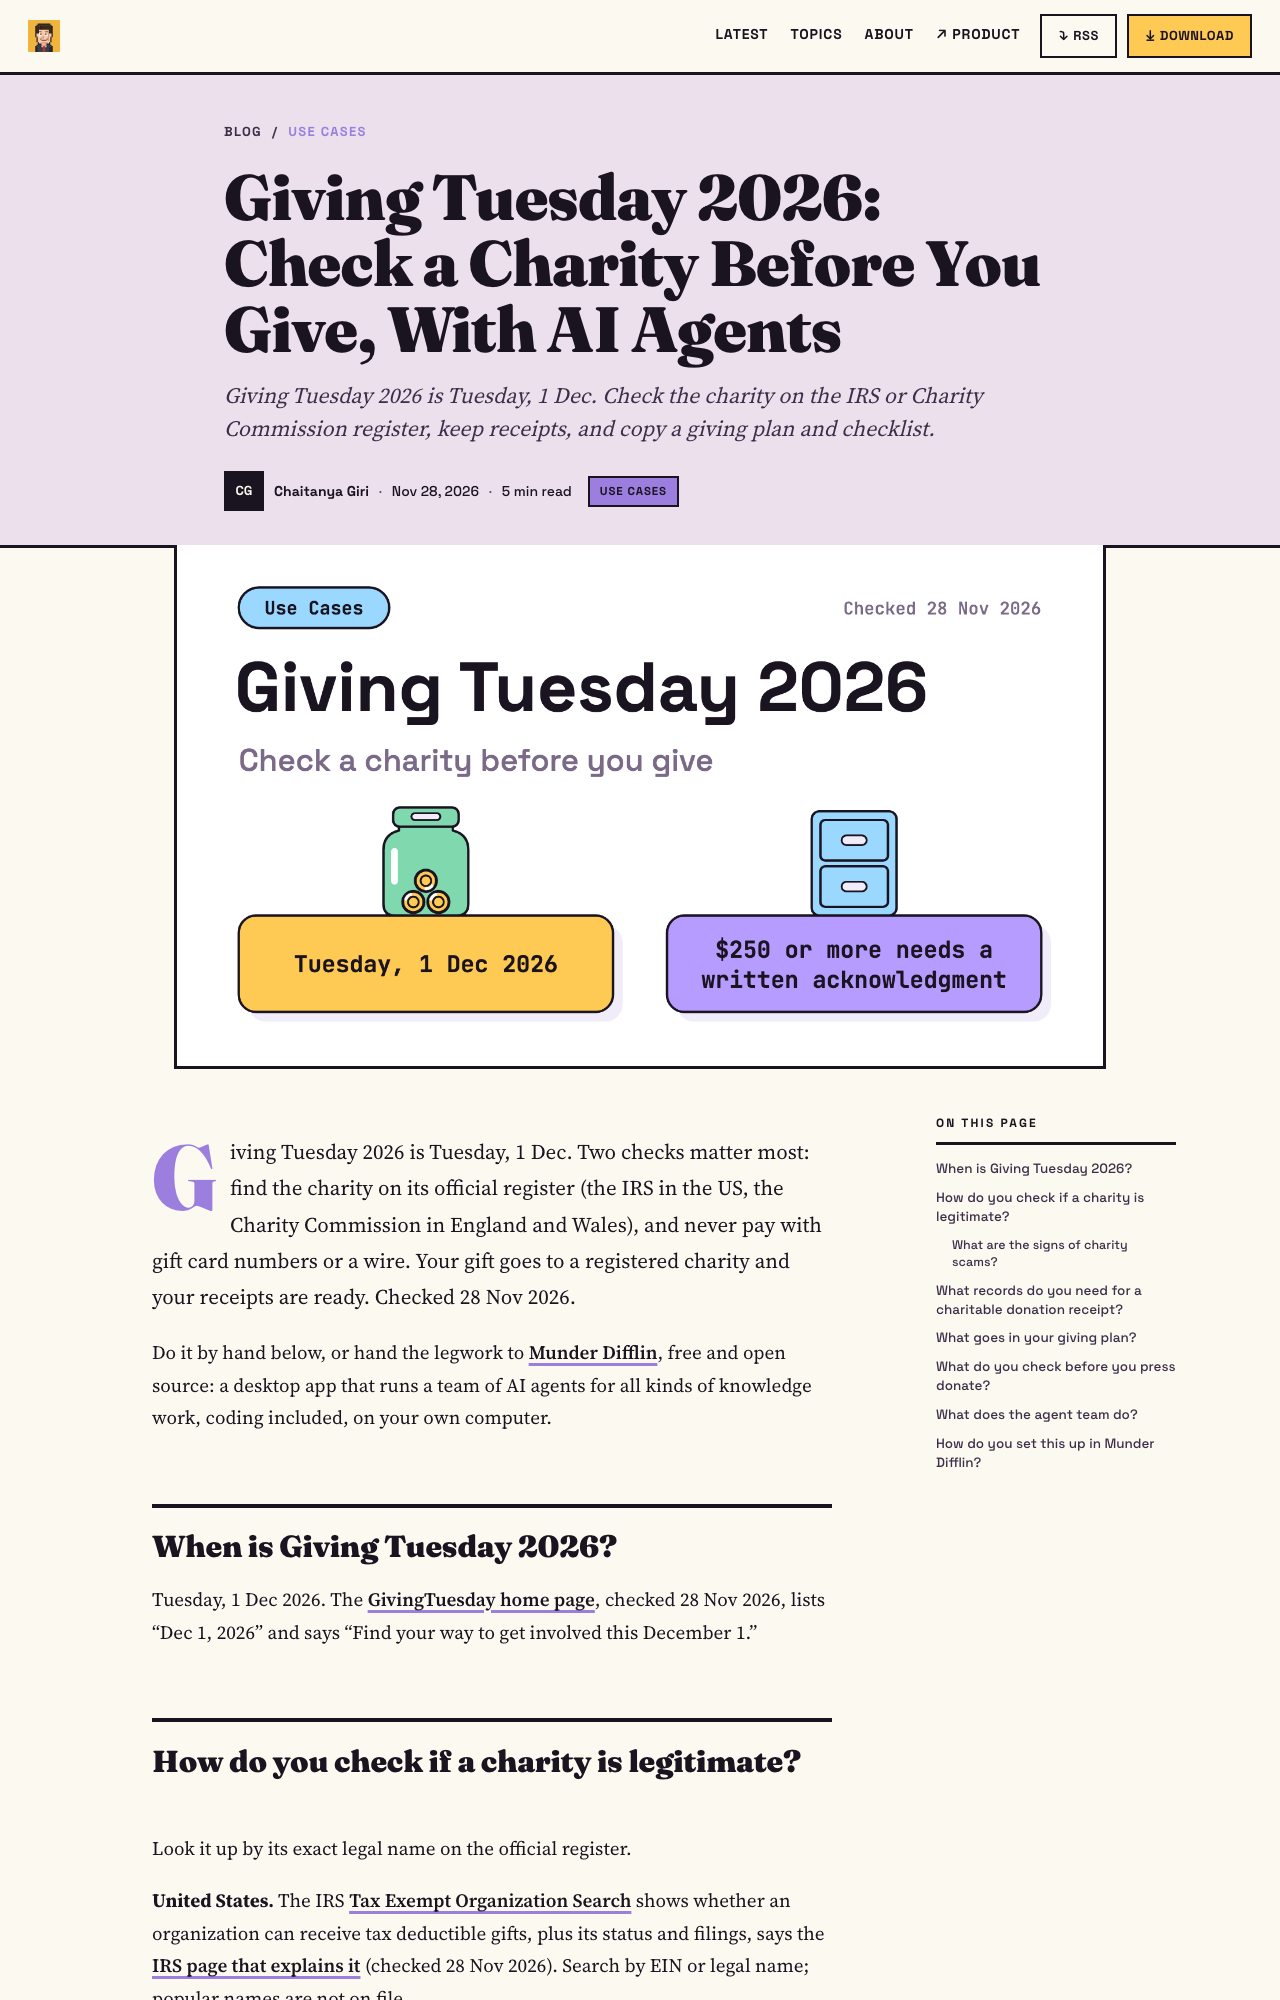 LATEST TOPICS ABOUT ↗ PRODUCT ⤵ RSS ⤓ DOWNLOAD
BLOG / USE CASES
Giving Tuesday 2026:
Check a Charity Before You
Give, With AI Agents
Giving Tuesday 2026 is Tuesday, 1 Dec. Check the charity on the IRS or Charity
Commission register, keep receipts, and copy a giving plan and checklist.
CG Chaitanya Giri · Nov 28, 2026 · 5 min read USE CASES
Use Cases
Checked 28 Nov 2026
Giving Tuesday 2026
Check a charity before you give
Tuesday, 1 Dec 2026
$250 or more needs a
written acknowledgment
Giving Tuesday 2026 is Tuesday, 1 Dec. Two checks matter most:
find the charity on its official register (the IRS in the US, the
Charity Commission in England and Wales), and never pay with
gift card numbers or a wire. Your gift goes to a registered charity and
your receipts are ready. Checked 28 Nov 2026.
Do it by hand below, or hand the legwork to Munder Difflin, free and open
source: a desktop app that runs a team of AI agents for all kinds of knowledge
work, coding included, on your own computer.
When is Giving Tuesday 2026?
Tuesday, 1 Dec 2026. The GivingTuesday home page, checked 28 Nov 2026, lists
“Dec 1, 2026” and says “Find your way to get involved this December 1.”
How do you check if a charity is legitimate?
Look it up by its exact legal name on the official register.
United States. The IRS Tax Exempt Organization Search shows whether an
organization can receive tax deductible gifts, plus its status and filings, says the
IRS page that explains it (checked 28 Nov 2026). Search by EIN or legal name;
popular names are not on file.
ON THIS PAGE
When is Giving Tuesday 2026?
How do you check if a charity is
legitimate?
What are the signs of charity
scams?
What records do you need for a
charitable donation receipt?
What goes in your giving plan?
What do you check before you press
donate?
What does the agent team do?
How do you set this up in Munder
Difflin?